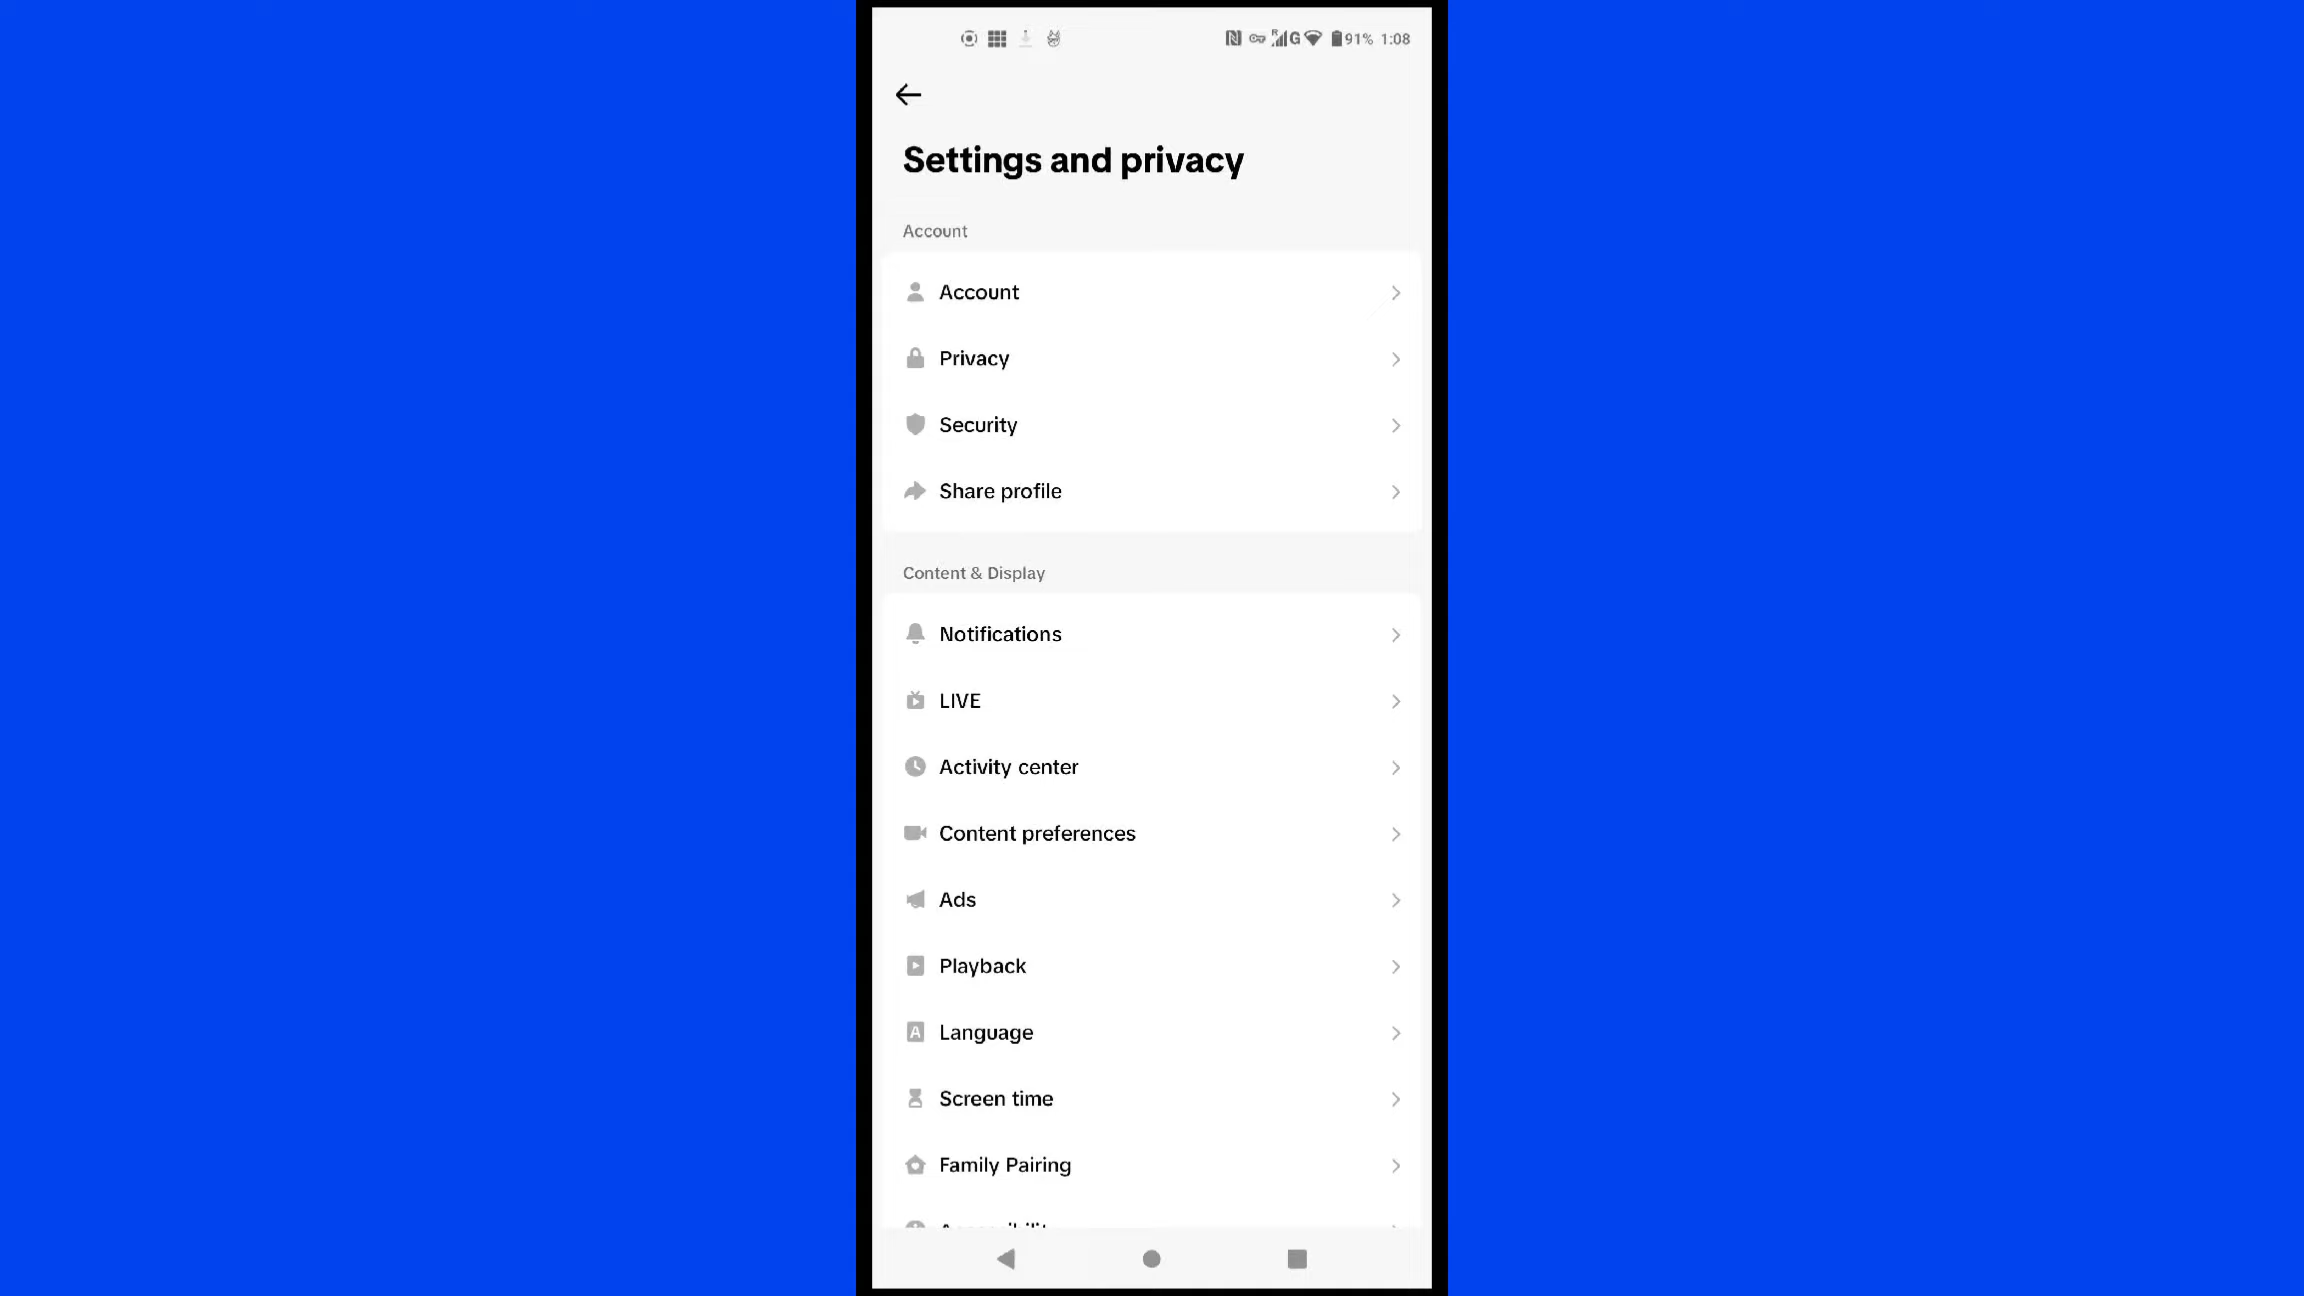 91% 1:08
Settings and privacy
Account
Account
Privacy
Security
Share profile
Content & Display
Notifications
LIVE
Activity center
Content preferences
Ads
Playback
Language
Screen time
Family Pairing